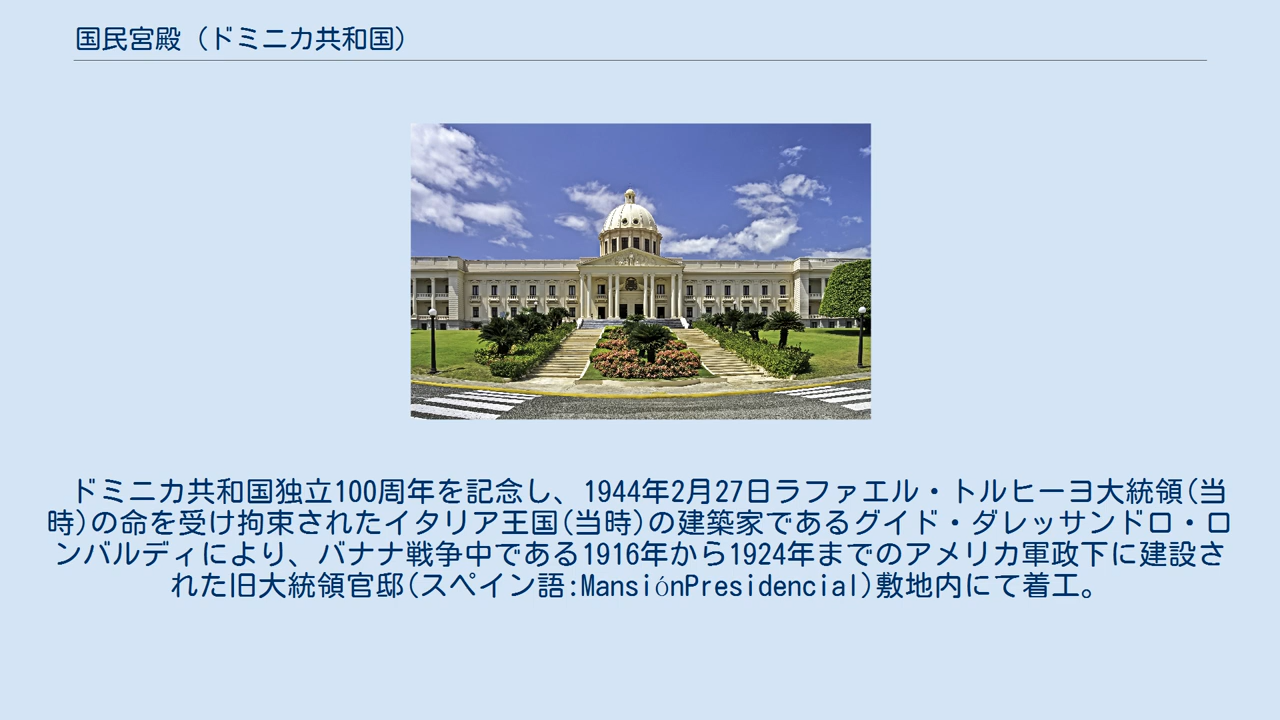 国民宮殿（ドミニカ共和国）
ドミニカ共和国独立100周年を記念し、1944年2月27日ラファエル・トルヒーヨ大統領(当
時)の命を受け拘束されたイタリア王国(当時)の建築家であるグイド・ダレッサンドロ・ロ
ンバルディにより、バナナ戦争中である1916年から1924年までのアメリカ軍政下に建設さ
れた旧大統領官邸(スペイン語:MansiónPresidencial)敷地内にて着工。